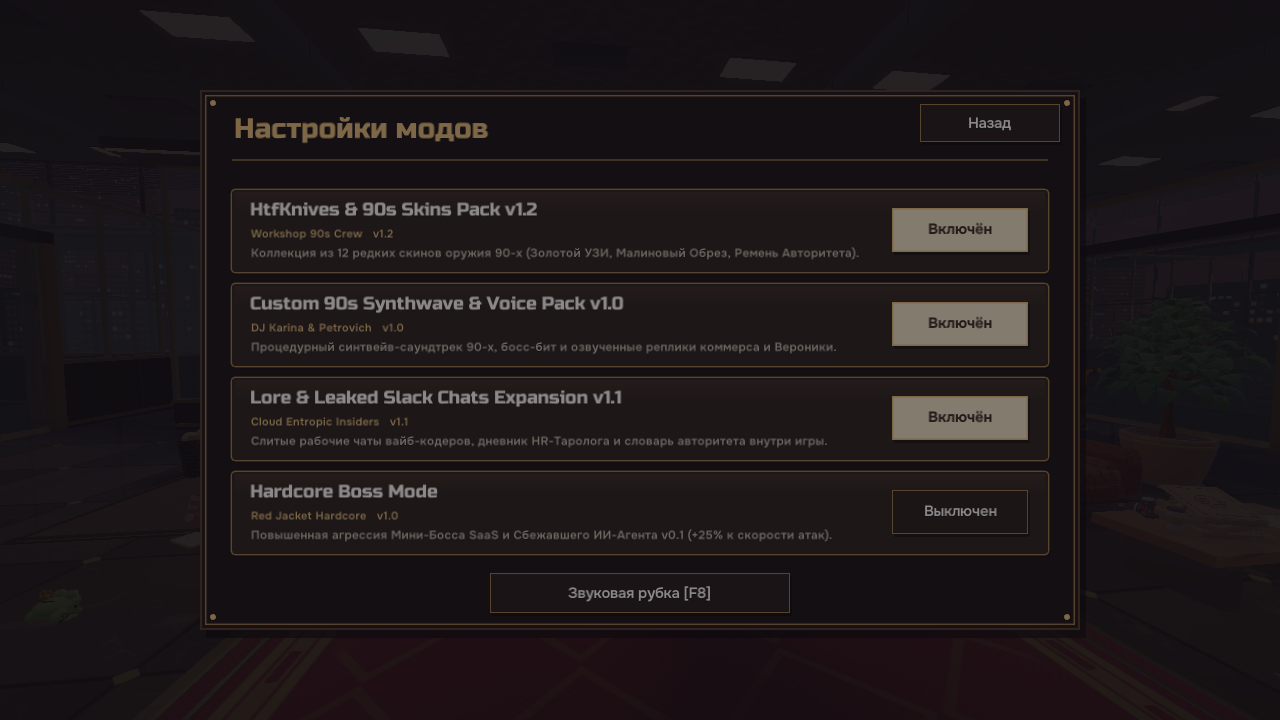 Настройки модов
Назад
HtfKnives & 90s Skins Pack v1.2
Workshop 90s Crew v1.2
Коллекция из 12 редких скинов оружия 90-х (Золотой УЗИ, Малиновый Обрез, Ремень Авторитета).
Включён
Custom 90s Synthwave & Voice Pack v1.0
DJ Karina & Petrovich v1.0
Процедурный синтвейв-саундтрек 90-х, босс-бит и озвученные реплики коммерса и Вероники.
Включён
Lore & Leaked Slack Chats Expansion v1.1
Cloud Entropic Insiders v1.1
Слитые рабочие чаты вайб-кодеров, дневник HR-Таролога и словарь авторитета внутри игры.
Включён
Hardcore Boss Mode
Red Jacket Hardcore v1.0
Повышенная агрессия Мини-Босса SaaS и Сбежавшего ИИ-Агента v0.1 (+25% к скорости атак).
Выключен
Звуковая рубка [F8]